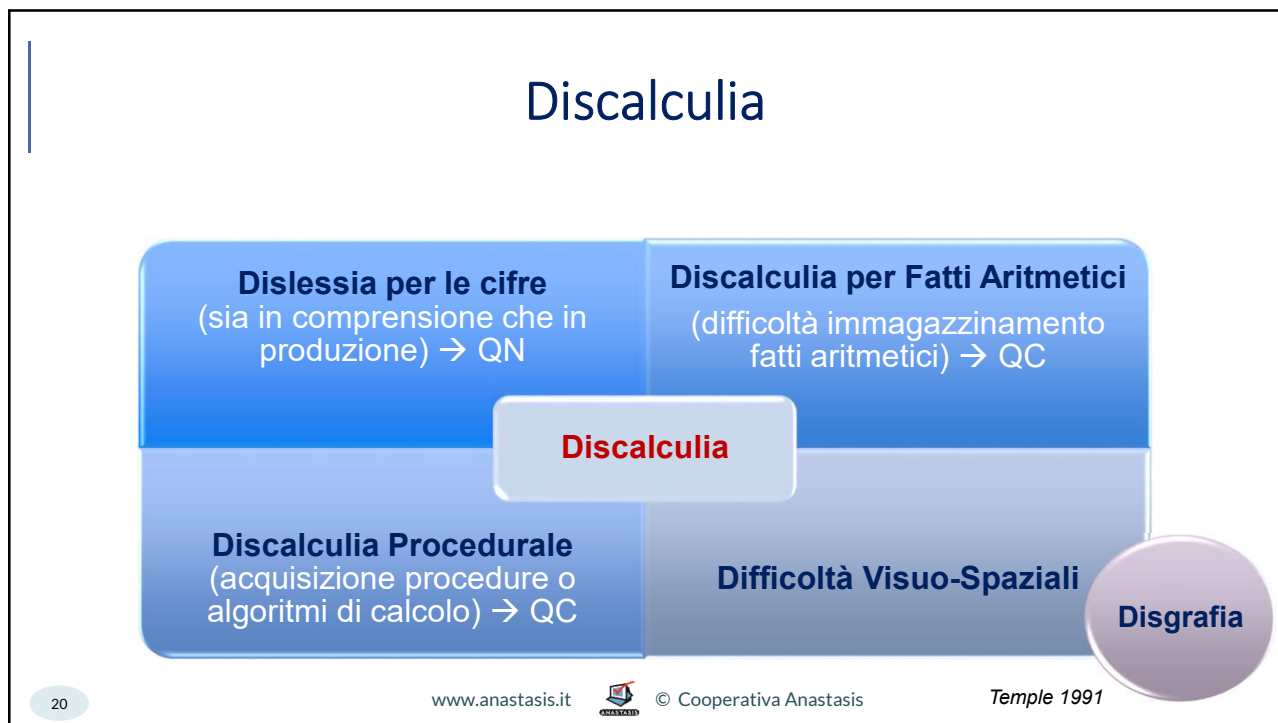 Discalculia
Dislessia per le cifre
(sia in comprensione che in
produzione) → QN
Discalculia per Fatti Aritmetici
(difficoltà immagazzinamento
fatti aritmetici) → QC
Discalculia
Discalculia Procedurale
(acquisizione procedure o
algoritmi di calcolo) → QC
Difficoltà Visuo-Spaziali
Disgrafia
20
www.anastasis.it ANASTASIS © Cooperativa Anastasis
Temple 1991